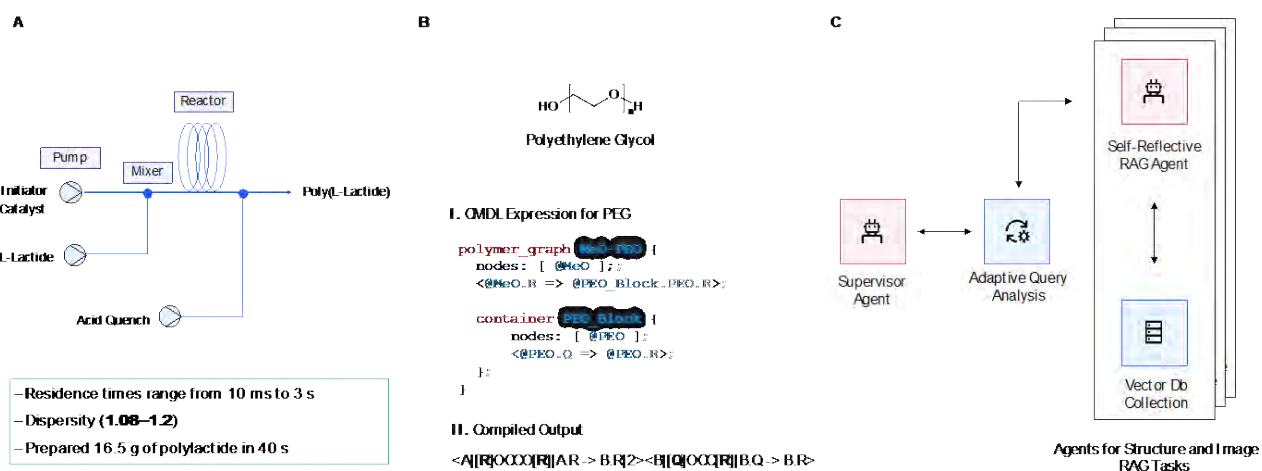 A
Reactor
Pump
Mixer
Initiator
Catalyst
Poly(L-Lactide)
L-Lactide
Acid Quench
–Residence times range from 10 ms to 3 s
–Dispersity (1.08–1.2)
–Prepared 16.5 g of polylactide in 40 s
B
HO O H
Polyethylene Glycol
I. CMDL Expression for PEG
polymer_graph MeO-PEO {
nodes: [ @MeO ];
<@MeO.R => @PEO_Block.PEO.R>;
container PEO_Block {
nodes: [ @PEO ];
<@PEO.Q => @PEO.R>;
};
}
II. Compiled Output
C
Self-Reflective
RAG Agent
Supervisor
Agent
Adaptive Query
Analysis
Vector Db
Collection
Agents for Structure and Image
RAG Tasks